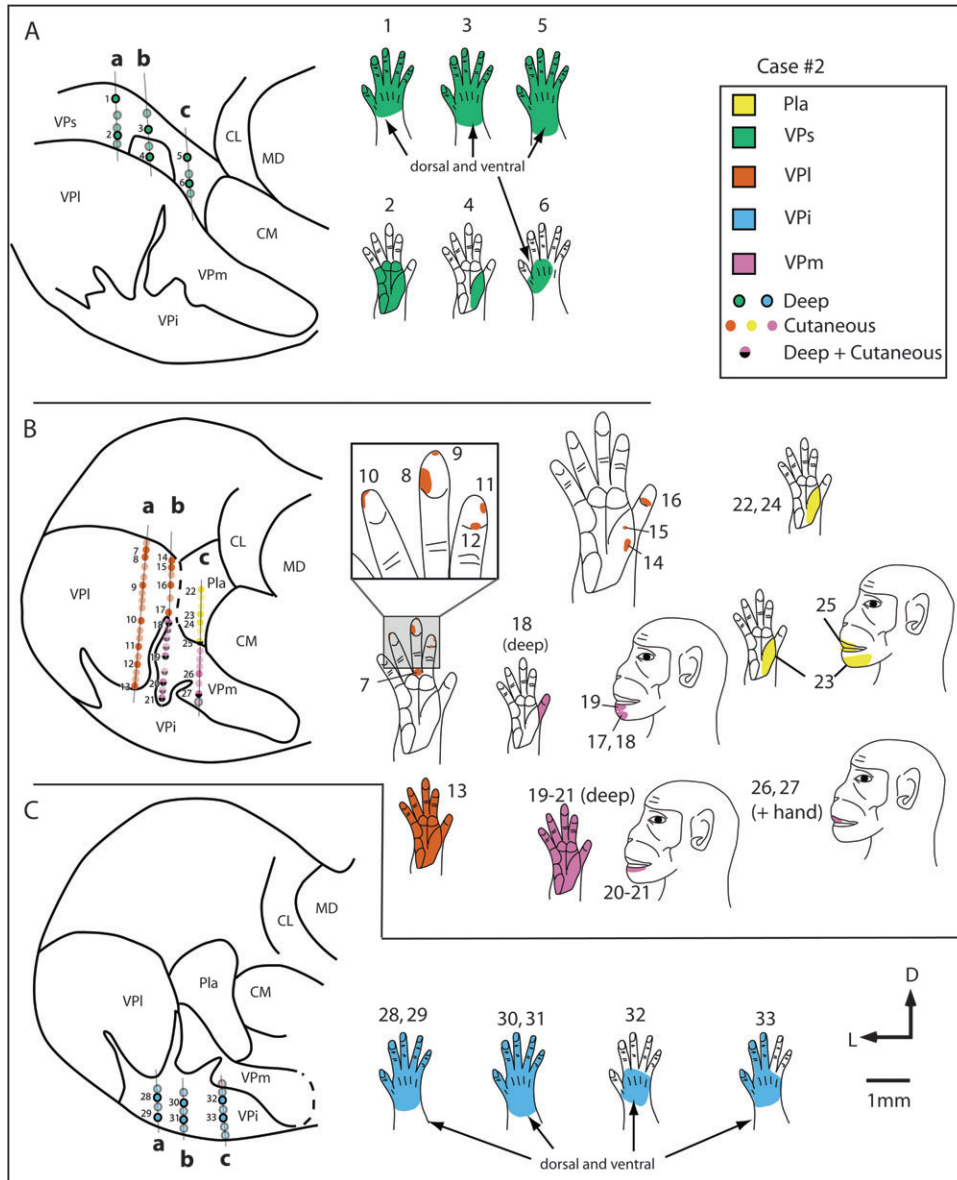 A
a
b
c
1
2
3
4
5
6
VPs
VPl
VPi
VPm
CL
MD
CM
1
3
5
dorsal and ventral
2
4
6
Case #2
Pla
VPs
VPl
VPi
VPm
Deep
Cutaneous
Deep + Cutaneous
B
a
b
c
7
8
9
10
11
12
13
14
15
16
17
18
19
20
21
22
23
24
25
26
27
VPl
Pla
CL
MD
CM
VPm
VPi
10
8
9
11
12
7
16
15
14
18
(deep)
19
17, 18
22, 24
25
23
13
19-21 (deep)
20-21
26, 27
(+ hand)
C
CL
MD
VPl
Pla
CM
VPm
VPi
28
29
30
31
32
33
a
b
c
28, 29
30, 31
32
33
dorsal and ventral
D
L
1mm